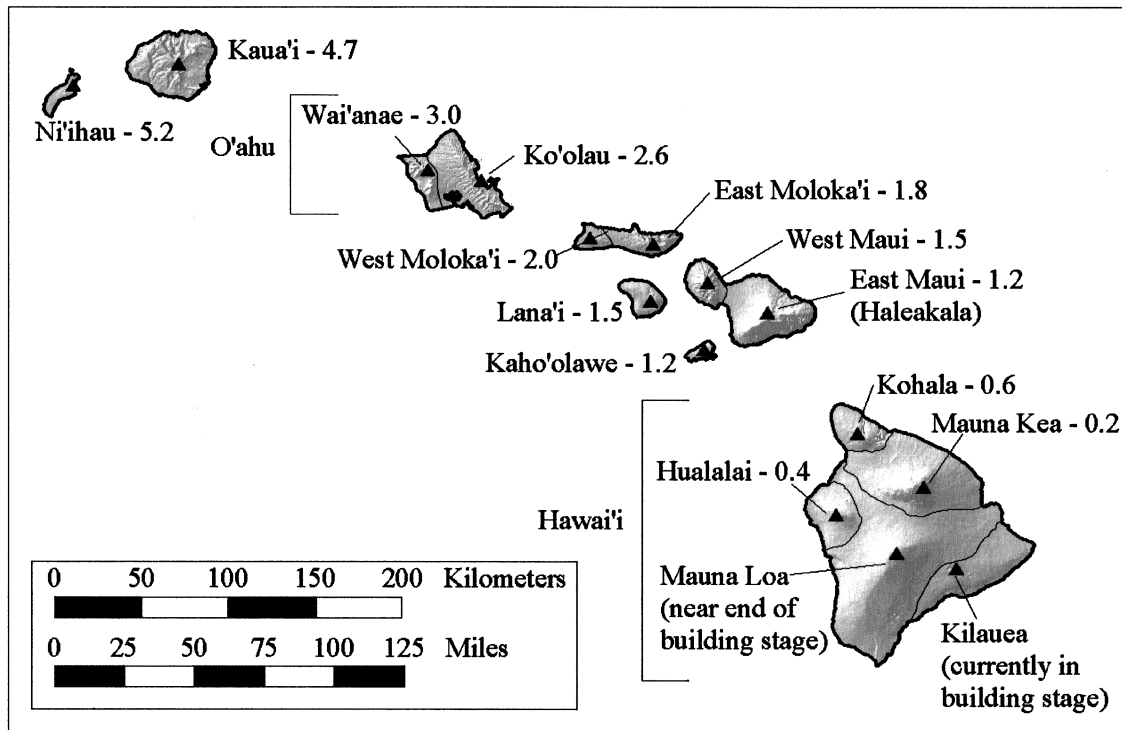 Kaua'i - 4.7
Ni'ihau - 5.2
O'ahu
Wai'anae - 3.0
Ko'olau - 2.6
East Moloka'i - 1.8
West Moloka'i - 2.0
West Maui - 1.5
East Maui - 1.2
(Haleakala)
Lana'i - 1.5
Kaho'olawe - 1.2
Kohala - 0.6
Mauna Kea - 0.2
Hualalai - 0.4
Hawai'i
Mauna Loa
(near end of
building stage)
Kilauea
(currently in
building stage)
0 50 100 150 200 Kilometers
0 25 50 75 100 125 Miles